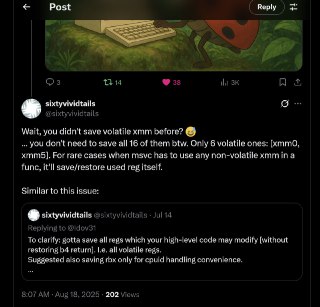 Post
Reply
3
14
38
3K
sixtyvividtails
@sixtyvividtails
Wait, you didn't save volatile xmm before? 😅
... you don't need to save all 16 of them btw. Only 6 volatile ones: [xmm0,
xmm5]. For rare cases when msvc has to use any non-volatile xmm in a
func, it'll save/restore used reg itself.
Similar to this issue:
sixtyvividtails @sixtyvividtails · Jul 14
Replying to @idov31
To clarify: gotta save all regs which your high-level code may modify [without
restoring b4 return]. I.e. all volatile regs.
Suggested also saving rbx only for cpuid handling convenience.
...
8:07 AM · Aug 18, 2025 · 202 Views